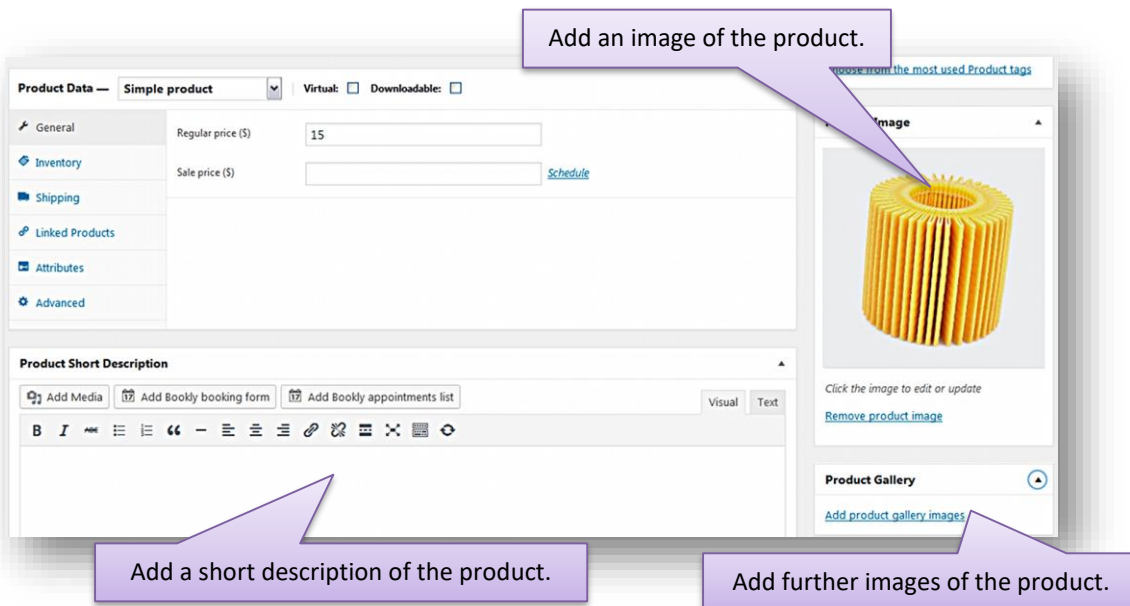 Add an image of the product.
from the most used Product tags
Product Data — Simple product Virtual: Downloadable:
General
Inventory
Shipping
Linked Products
Attributes
Advanced
Regular price ($) 15
Sale price ($) Schedule
Image
Click the image to edit or update
Remove product image
Product Short Description
Add Media 17 Add Bookly booking form 17 Add Bookly appointments list Visual Text
B I ABC
Product Gallery
Add product gallery images
Add a short description of the product.
Add further images of the product.